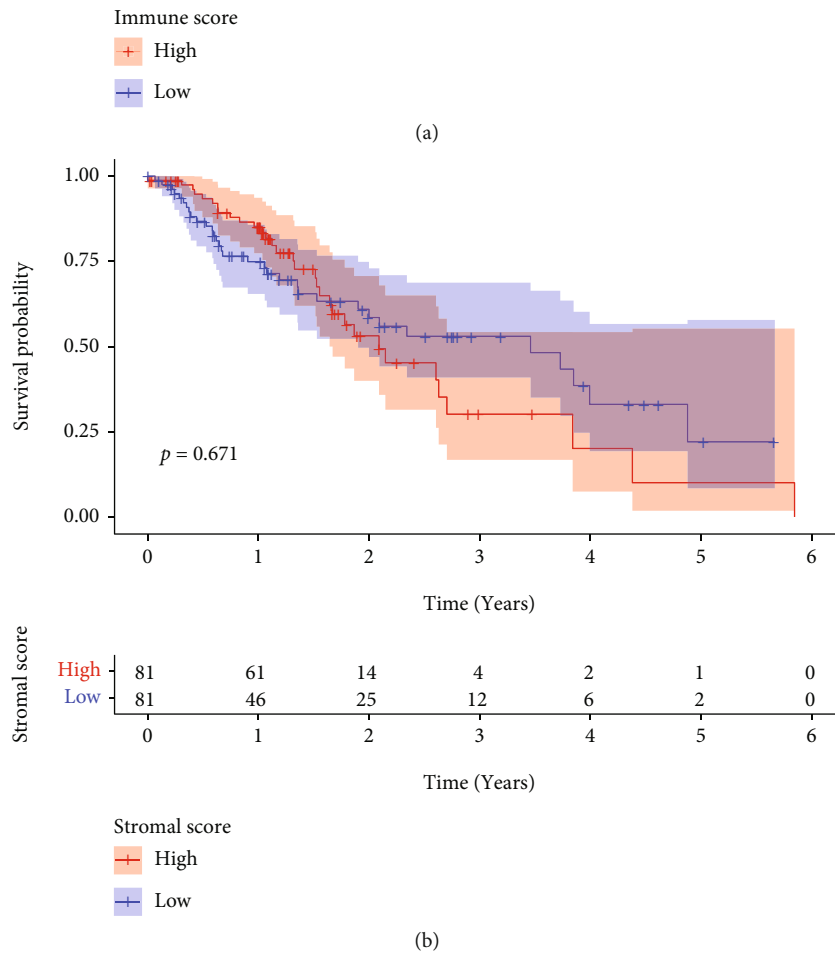 Immune score
High
Low
(a)
1.00
0.75
0.50
0.25
0.00
Survival probability
p = 0.671
0 1 2 3 4 5 6
Time (Years)
Stromal score
High 81 61 14 4 2 1 0
Low 81 46 25 12 6 2 0
0 1 2 3 4 5 6
Time (Years)
Stromal score
High
Low
(b)